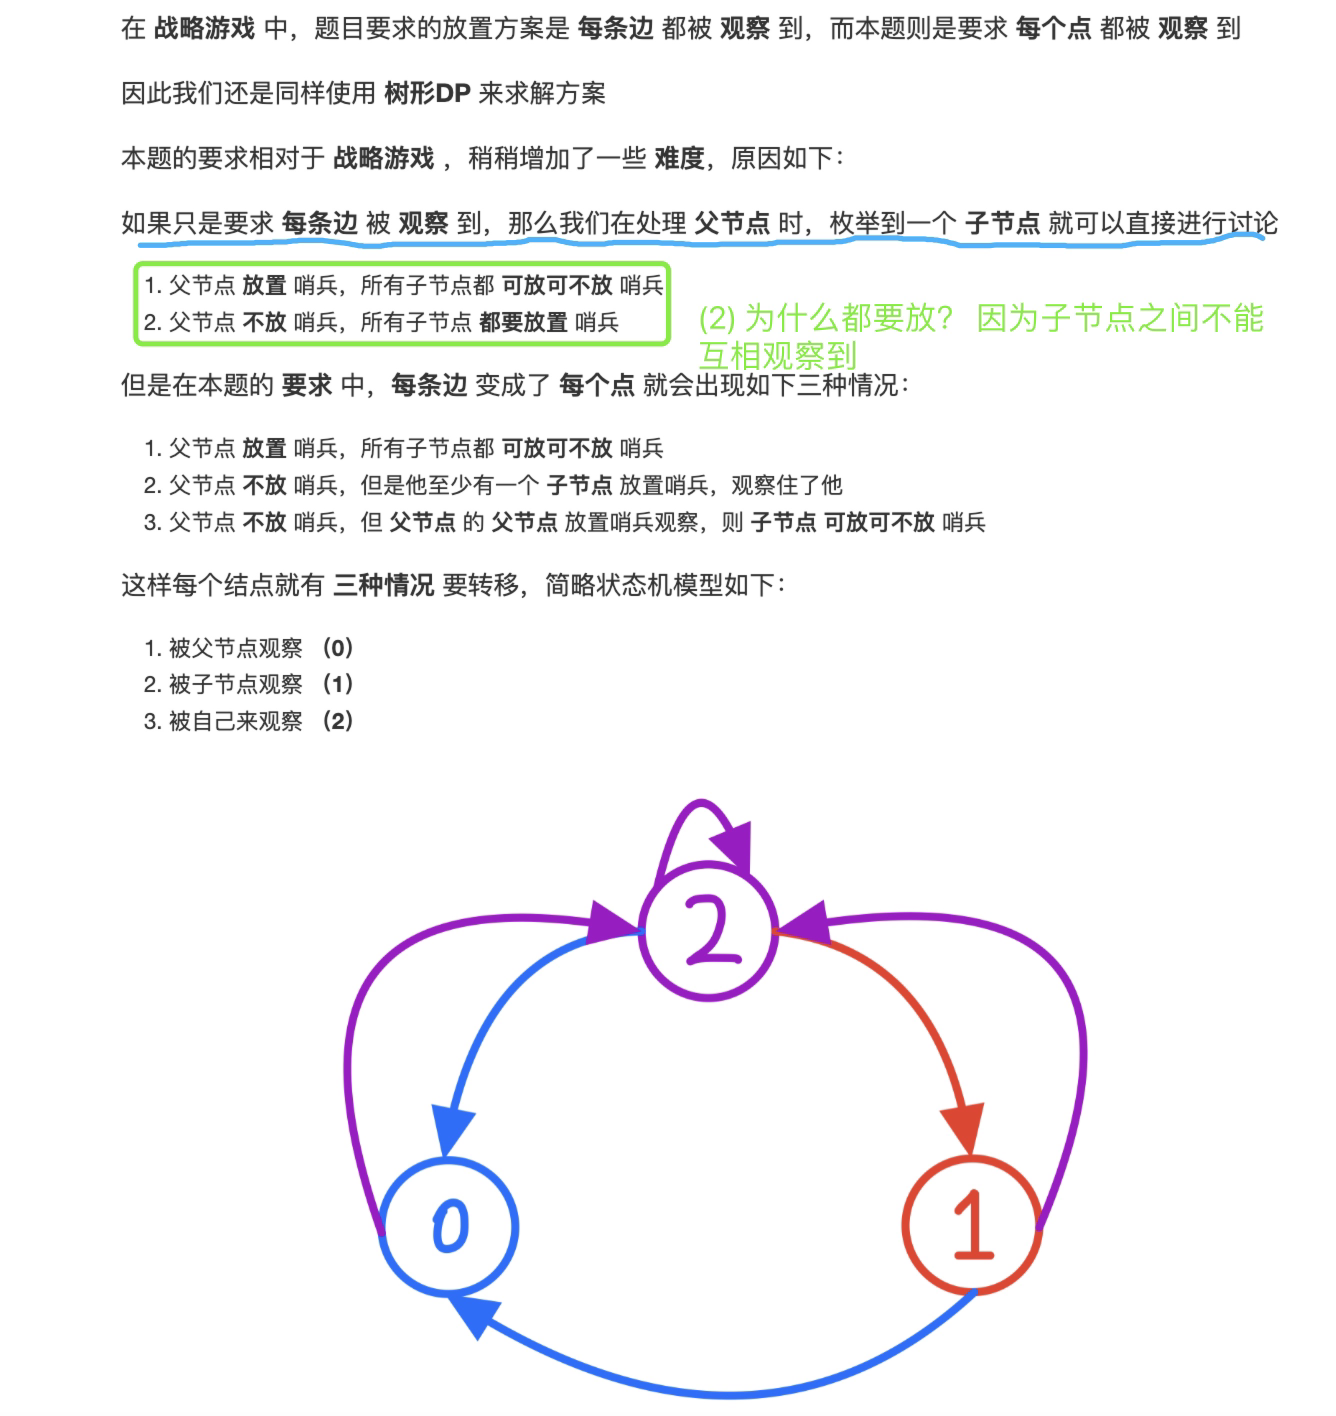 在 战略游戏 中，题目要求的放置方案是 每条边 都被 观察 到，而本题则是要求 每个点 都被 观察 到
因此我们还是同样使用 树形DP 来求解方案
本题的要求相对于 战略游戏 ，稍稍增加了一些 难度，原因如下：
如果只是要求 每条边 被 观察 到，那么我们在处理 父节点 时，枚举到一个 子节点 就可以直接进行讨论
1. 父节点 放置 哨兵，所有子节点都 可放可不放 哨兵
2. 父节点 不放 哨兵，所有子节点 都要放置 哨兵
(2) 为什么都要放？ 因为子节点之间不能
互相观察到
但是在本题的 要求 中，每条边 变成了 每个点 就会出现如下三种情况：
1. 父节点 放置 哨兵，所有子节点都 可放可不放 哨兵
2. 父节点 不放 哨兵，但是他至少有一个 子节点 放置哨兵，观察住了他
3. 父节点 不放 哨兵，但 父节点 的 父节点 放置哨兵观察，则 子节点 可放可不放 哨兵
这样每个结点就有 三种情况 要转移，简略状态机模型如下：
1. 被父节点观察 （0）
2. 被子节点观察 （1）
3. 被自己来观察 （2）
2
0
1